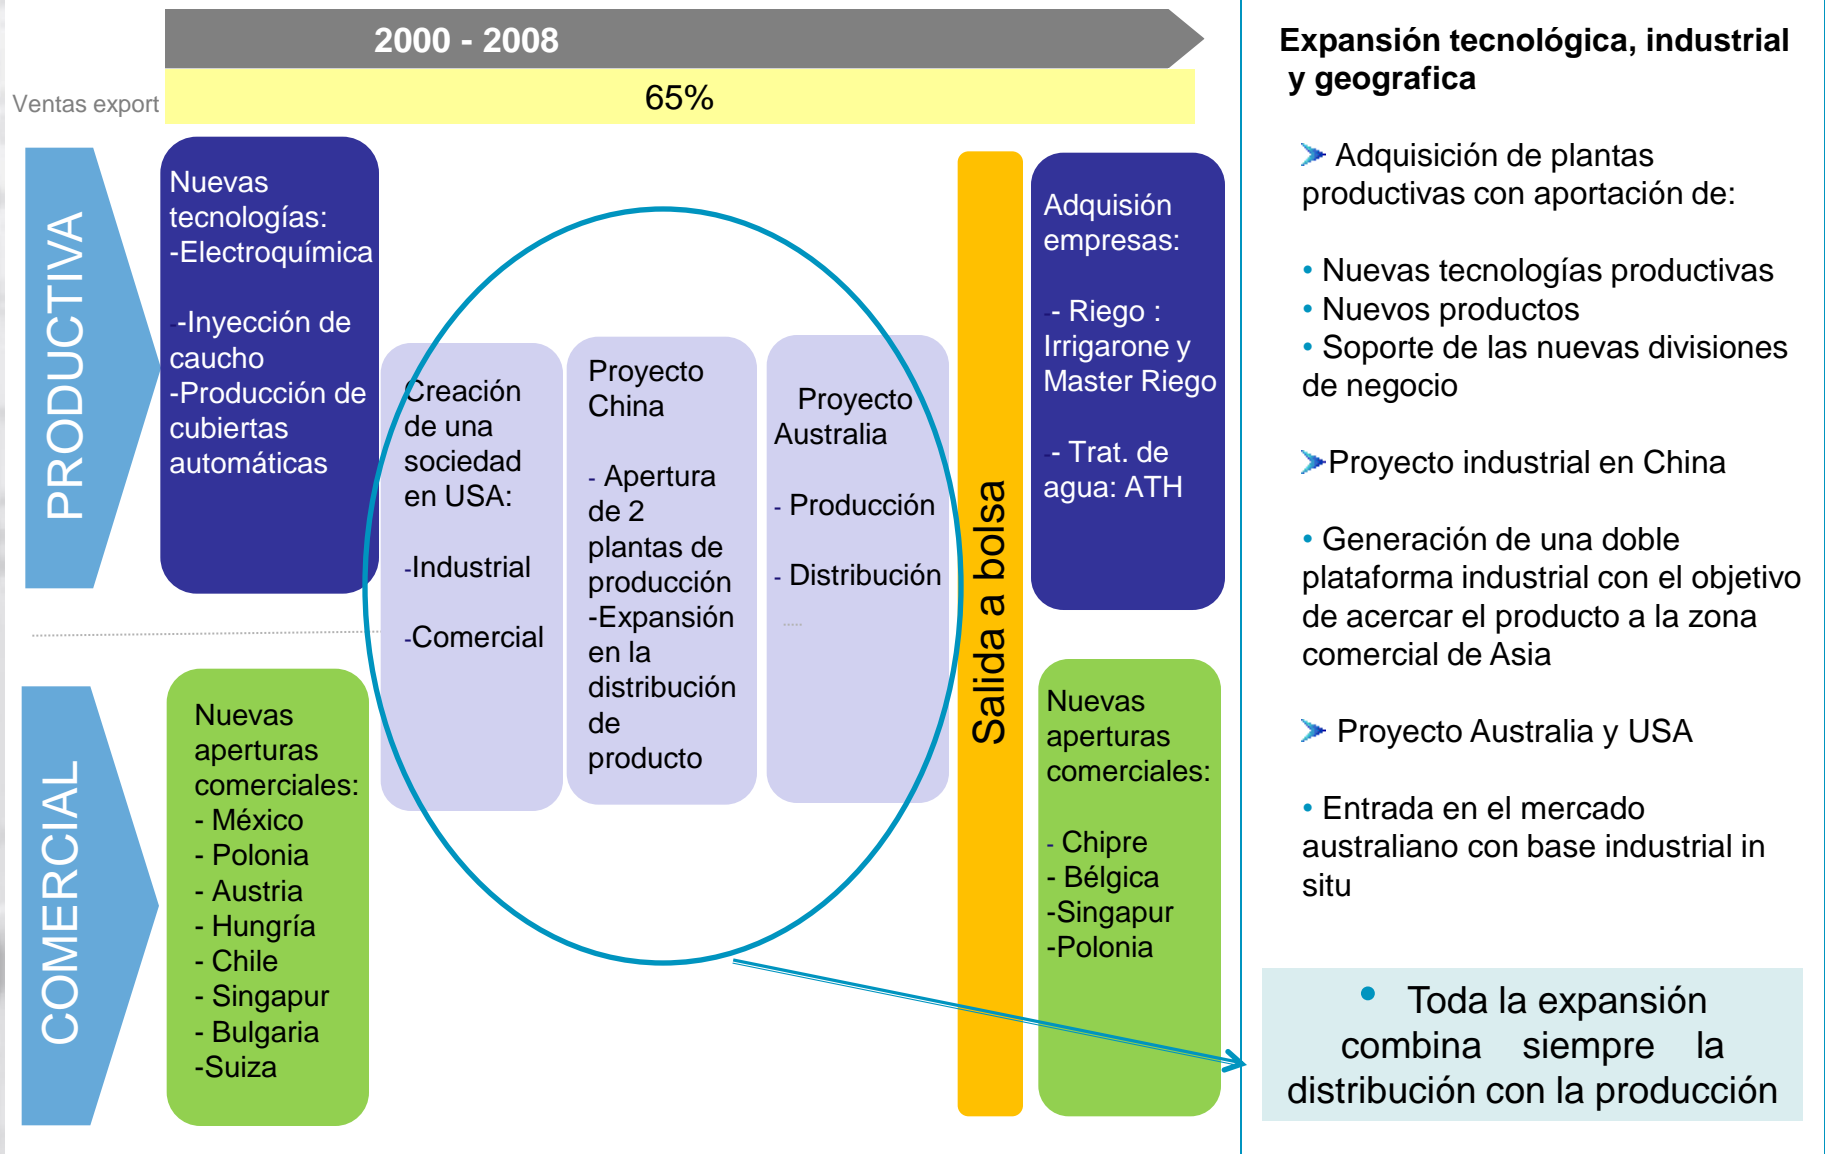 2000 - 2008
Ventas export
65%
PRODUCTIVA
Nuevas
tecnologías:
-Electroquímica
--Inyección de
caucho
-Producción de
cubiertas
automáticas
Creación
de una
sociedad
en USA:
-Industrial
-Comercial
Proyecto
China
- Apertura
de 2
plantas de
producción
-Expansión
en la
distribución
de
producto
Proyecto
Australia
- Producción
- Distribución
.....
Salida a bolsa
Adquisión
empresas:
-- Riego :
Irrigarone y
Master Riego
-- Trat. de
agua: ATH
COMERCIAL
Nuevas
aperturas
comerciales:
- México
- Polonia
- Austria
- Hungría
- Chile
- Singapur
- Bulgaria
-Suiza
Nuevas
aperturas
comerciales:
- Chipre
- Bélgica
-Singapur
-Polonia
Expansión tecnológica, industrial
y geografica
➤ Adquisición de plantas
productivas con aportación de:
• Nuevas tecnologías productivas
• Nuevos productos
• Soporte de las nuevas divisiones
de negocio
➤Proyecto industrial en China
• Generación de una doble
plataforma industrial con el objetivo
de acercar el producto a la zona
comercial de Asia
➤ Proyecto Australia y USA
• Entrada en el mercado
australiano con base industrial in
situ
• Toda la expansión
combina siempre la
distribución con la producción